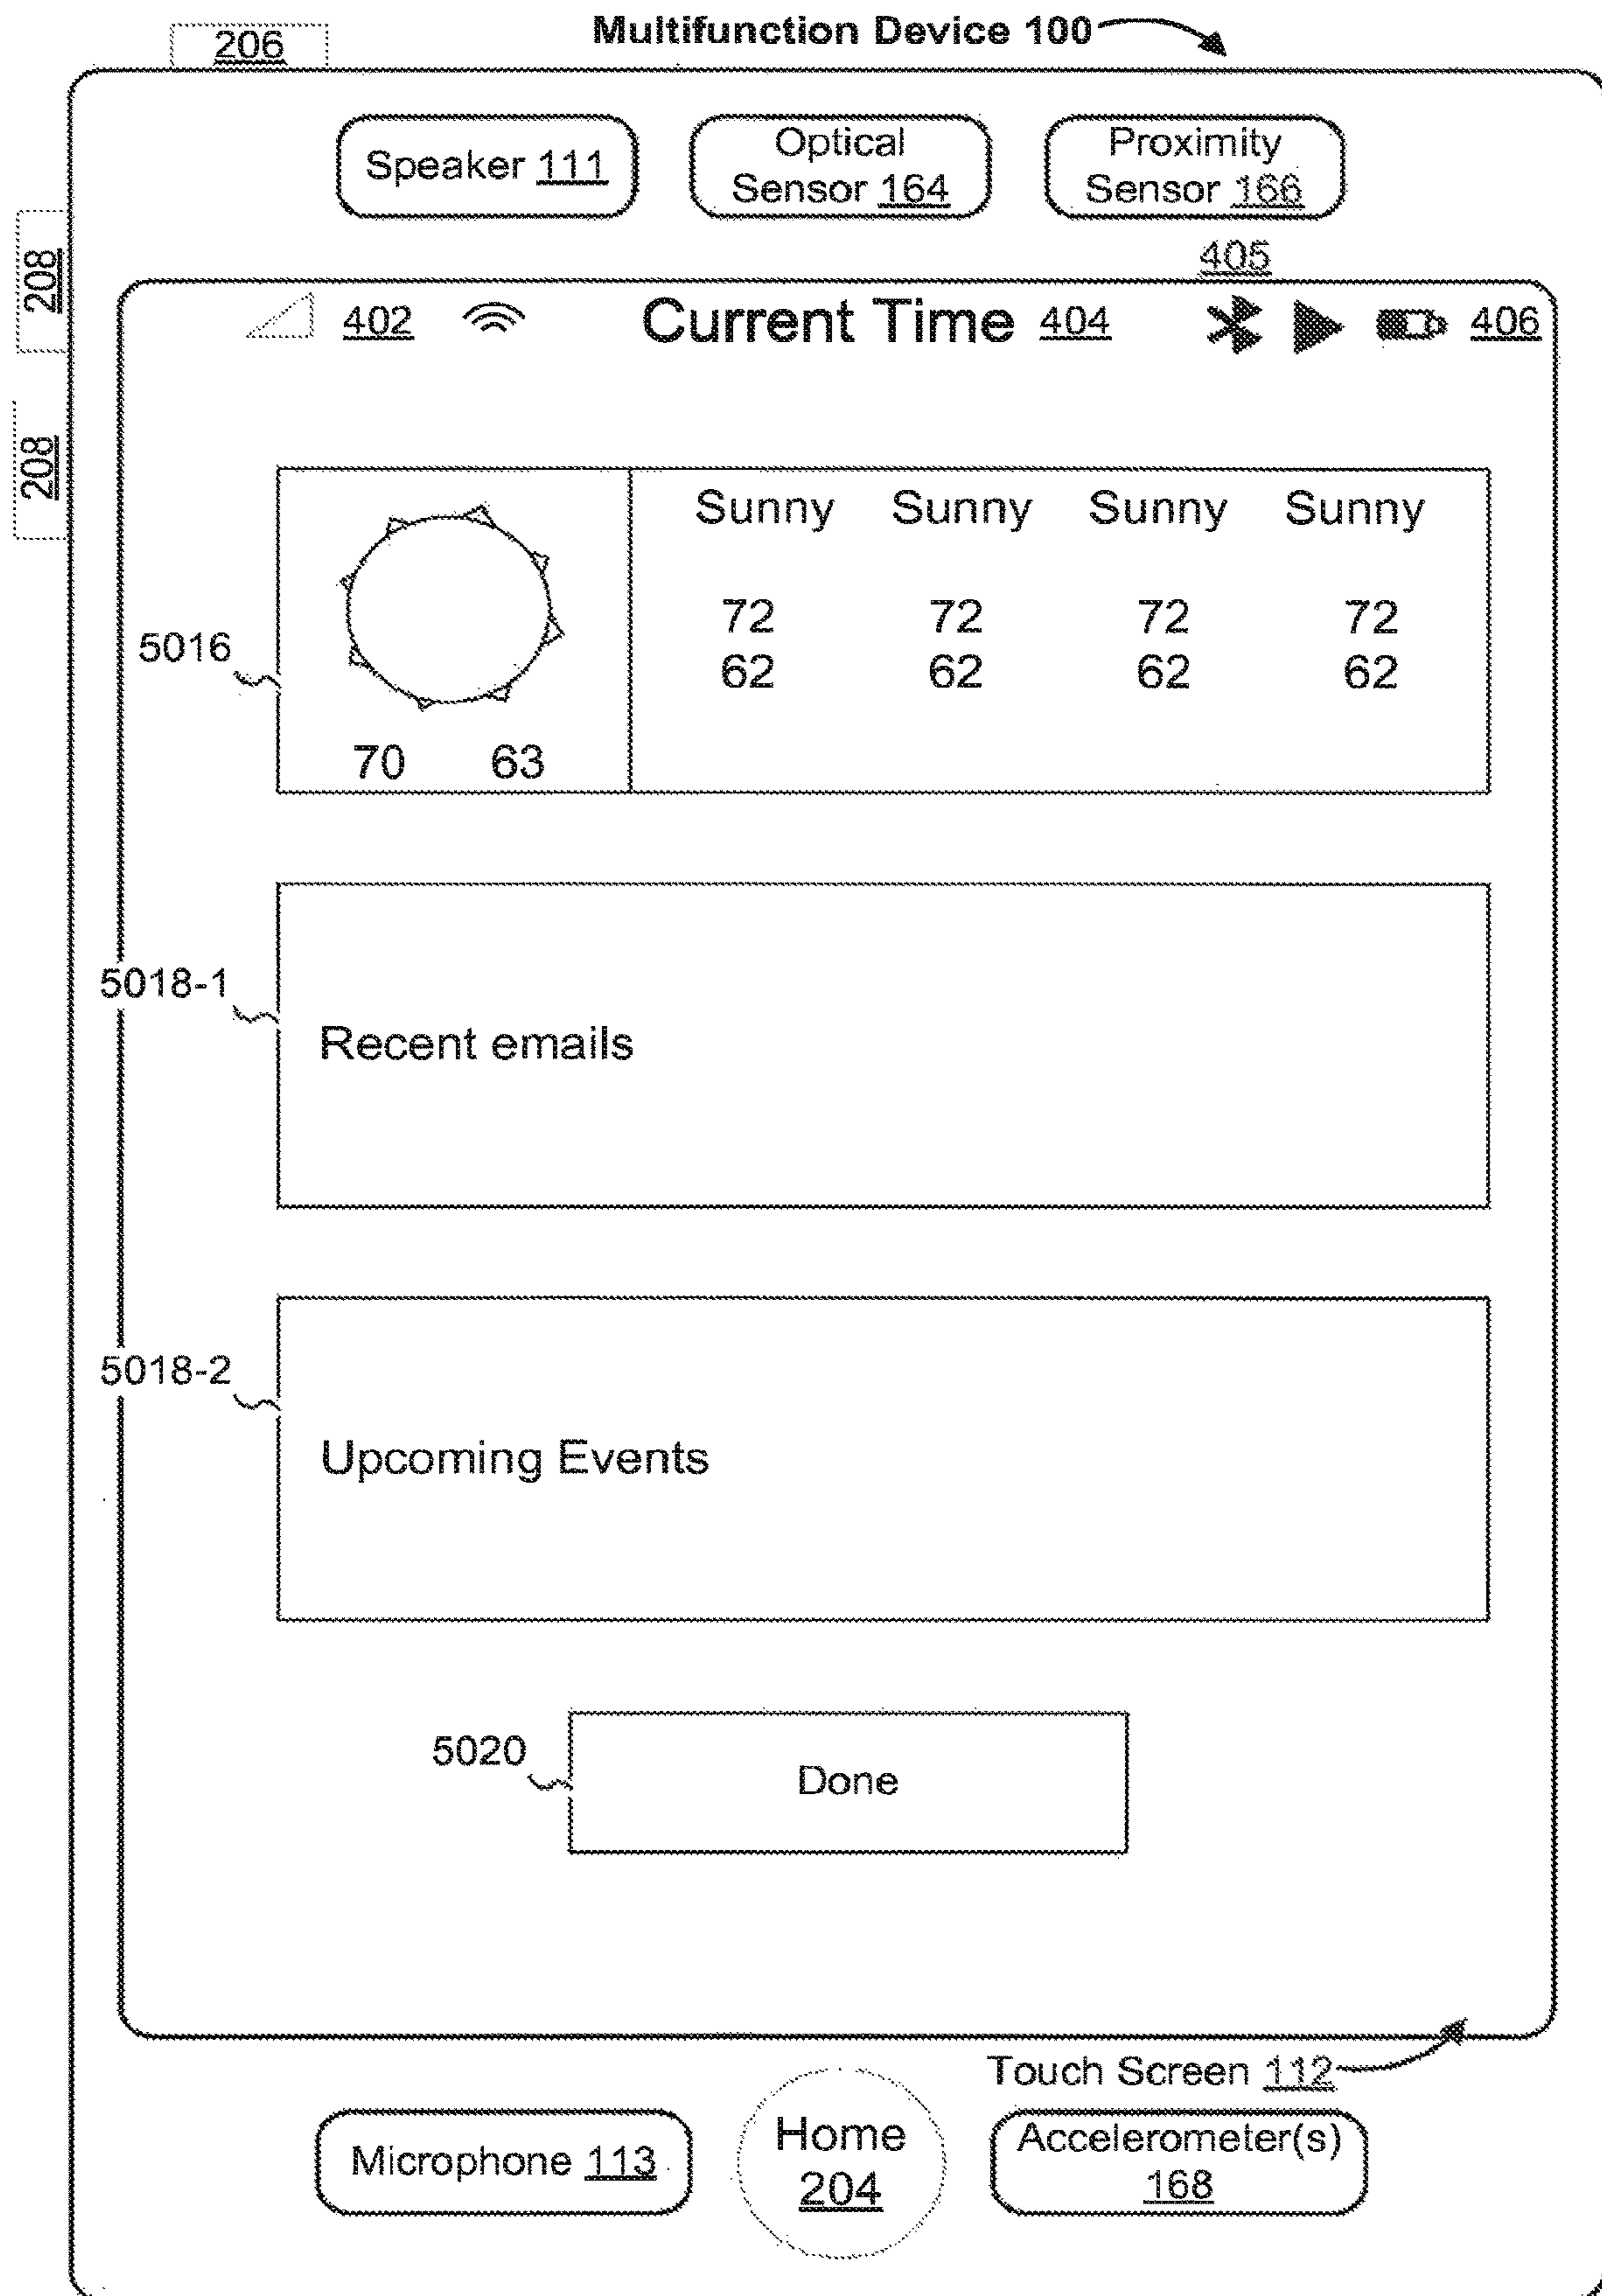 Multifunction Device 100
206
Speaker 111
Optical
Sensor 164
Proximity
Sensor 166
208
405
402 Current Time 404 406
208
Sunny Sunny Sunny Sunny
72 72 72 72
5016
62 62 62 62
70 63
5018-1
Recent emails
5018-2
Upcoming Events
5020
Done
Touch Screen 112
Microphone 113
Home
204
Accelerometer(s)
168